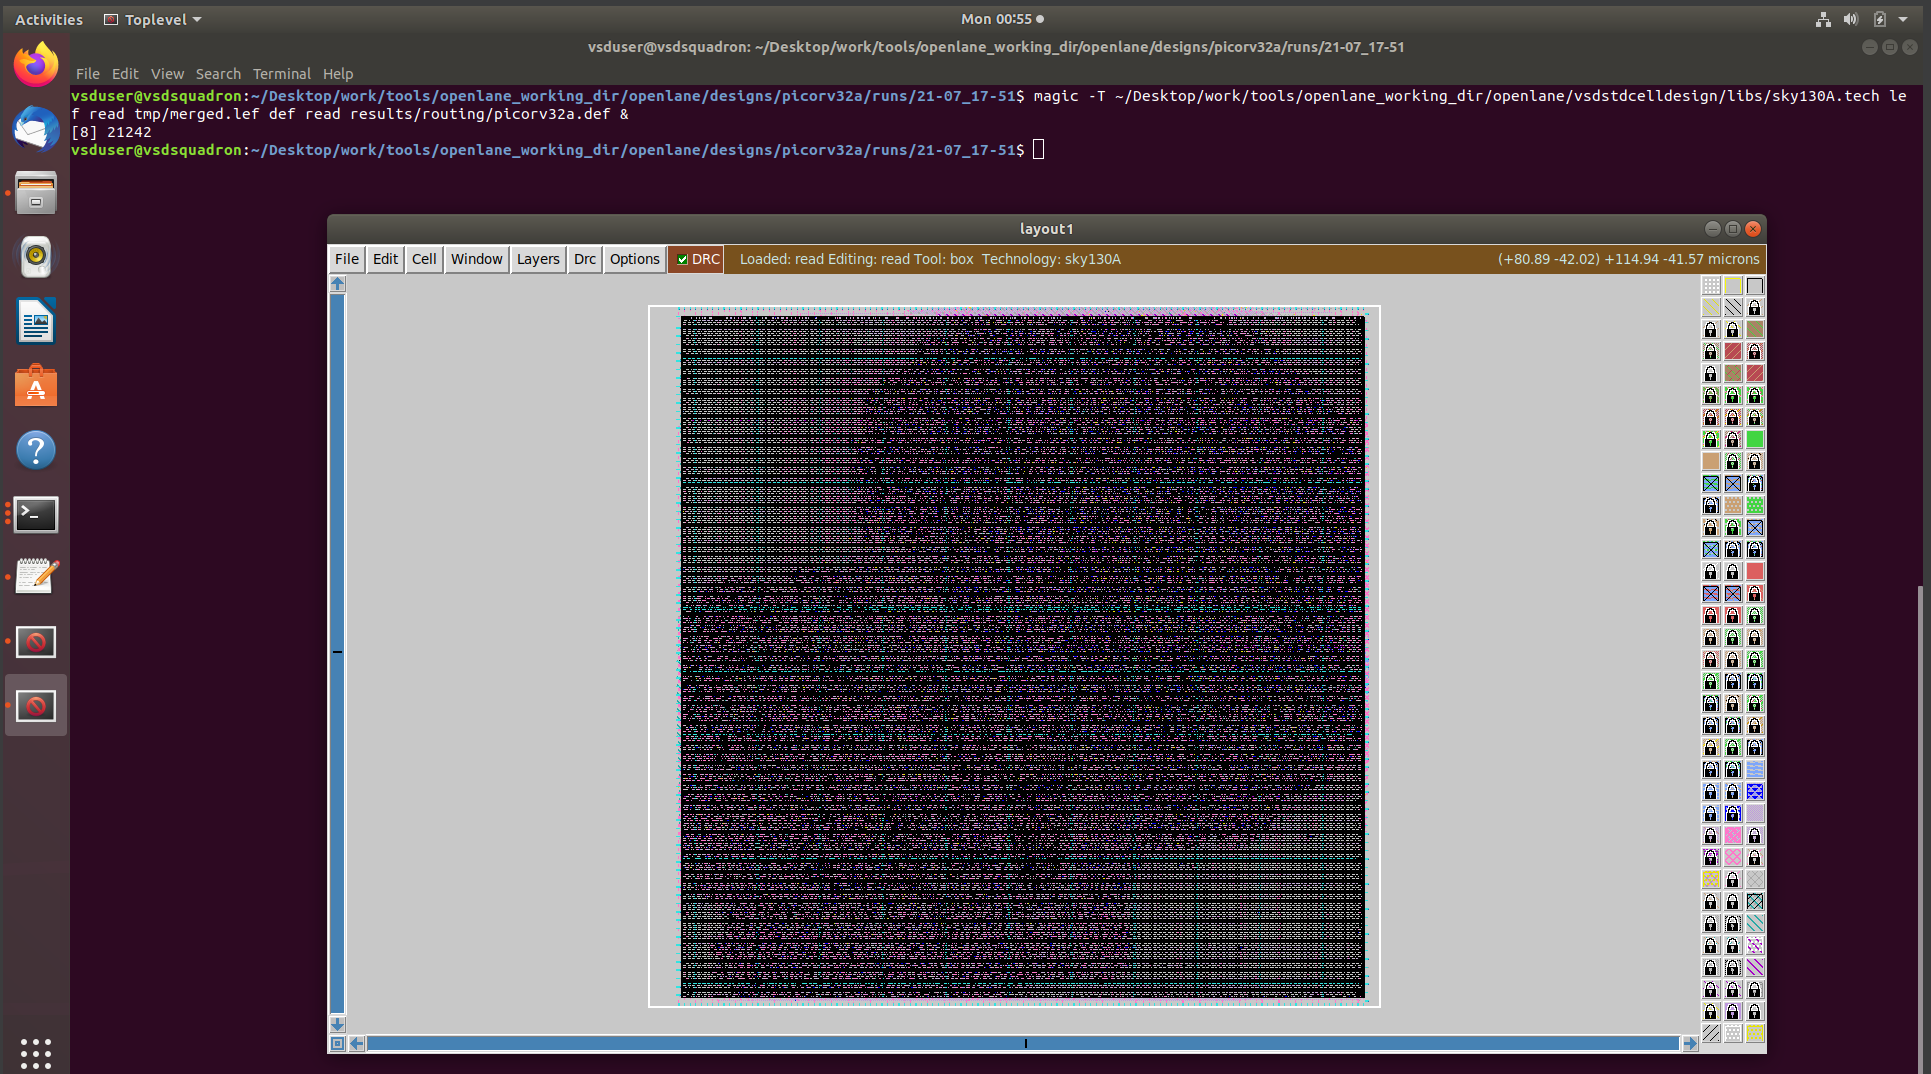 Activities Toplevel Mon 00:55
vsduser@vsdsquadron: ~/Desktop/work/tools/openlane_working_dir/openlane/designs/picorv32a/runs/21-07_17-51
File Edit View Search Terminal Help
vsduser@vsdsquadron:~/Desktop/work/tools/openlane_working_dir/openlane/designs/picorv32a/runs/21-07_17-51$ magic -T ~/Desktop/work/tools/openlane_working_dir/openlane/vsdstdcelldesign/libs/sky130A.tech le
f read tmp/merged.lef def read results/routing/picorv32a.def &
[8] 21242
vsduser@vsdsquadron:~/Desktop/work/tools/openlane_working_dir/openlane/designs/picorv32a/runs/21-07_17-51$
layout1
File Edit Cell Window Layers Drc Options DRC Loaded: read Editing: read Tool: box Technology: sky130A (+80.89 -42.02) +114.94 -41.57 microns